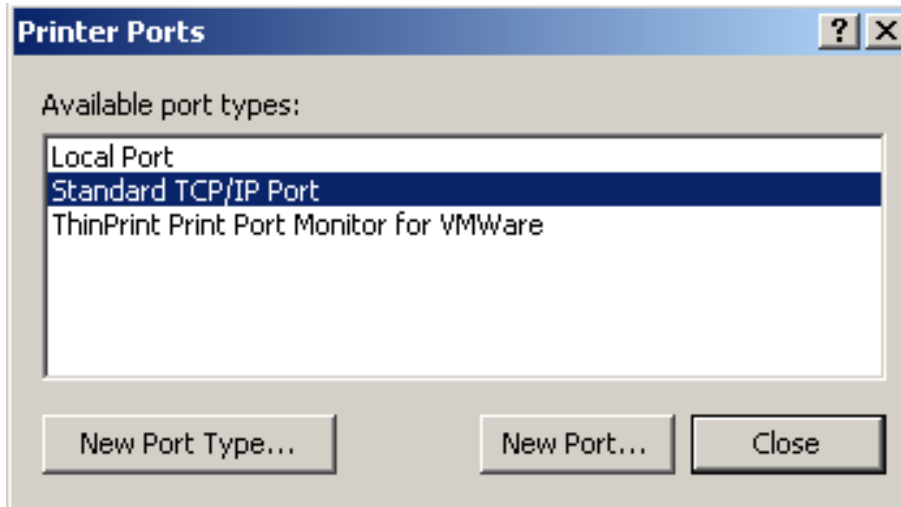 Printer Ports
Available port types:
Local Port
Standard TCP/IP Port
ThinPrint Print Port Monitor for VMWare
New Port Type... New Port... Close